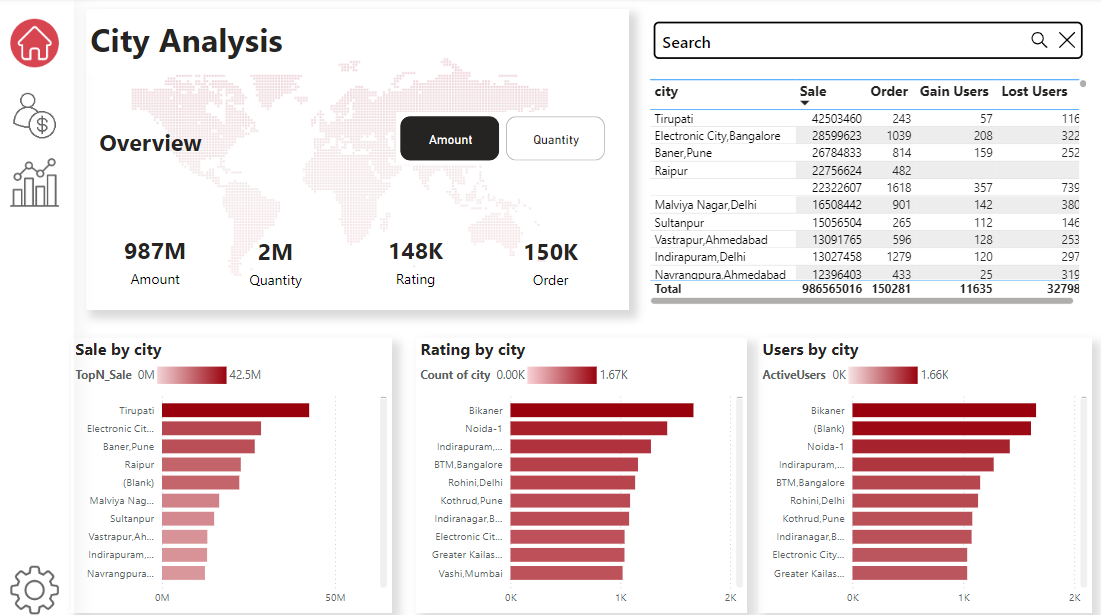 City Analysis
Overview
Amount Quantity
987M 2M 148K 150K
Amount Quantity Rating Order
Search
city Sale Order Gain Users Lost Users
Tirupati 42503460 243 57 116
Electronic City,Bangalore 28599623 1039 208 322
Baner,Pune 26784833 814 159 252
Raipur 22756624 482
22322607 1618 357 739
Malviya Nagar,Delhi 16508442 901 142 380
Sultanpur 15056504 265 112 146
Vastrapur,Ahmedabad 13091765 596 128 253
Indirapuram,Delhi 13027458 1279 120 297
Navrangpura,Ahmedabad 12396403 433 25 319
Total 986565016 150281 11635 32798
Sale by city
TopN_Sale 0M 42.5M
Tirupati
Electronic Cit...
Baner,Pune
Raipur
(Blank)
Malviya Nag...
Sultanpur
Vastrapur,Ah...
Indirapuram,...
Navrangpura...
0M 50M
Rating by city
Count of city 0.00K 1.67K
Bikaner
Noida-1
Indirapuram,...
BTM,Bangalore
Rohini,Delhi
Kothrud,Pune
Indiranagar,B...
Electronic Cit...
Greater Kailas...
Vashi,Mumbai
0K 1K 2K
Users by city
ActiveUsers 0K 1.66K
Bikaner
(Blank)
Noida-1
Indirapuram,...
BTM,Bangalore
Rohini,Delhi
Kothrud,Pune
Indiranagar,B...
Electronic City...
Greater Kailas...
0K 1K 2K